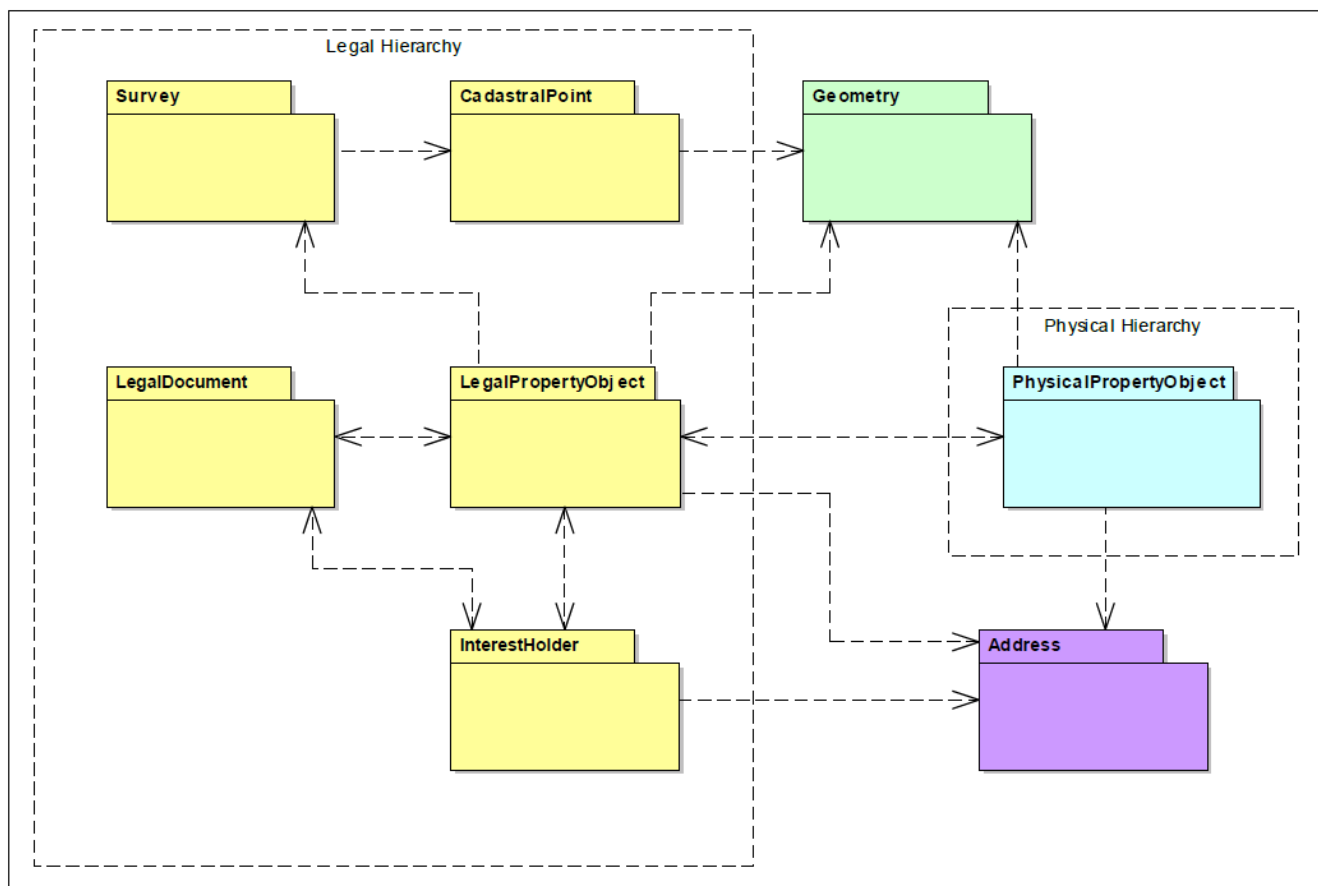 Legal Hierarchy
Survey
CadastralPoint
Geometry
Physical Hierarchy
LegalDocument
LegalPropertyObject
PhysicalPropertyObject
InterestHolder
Address